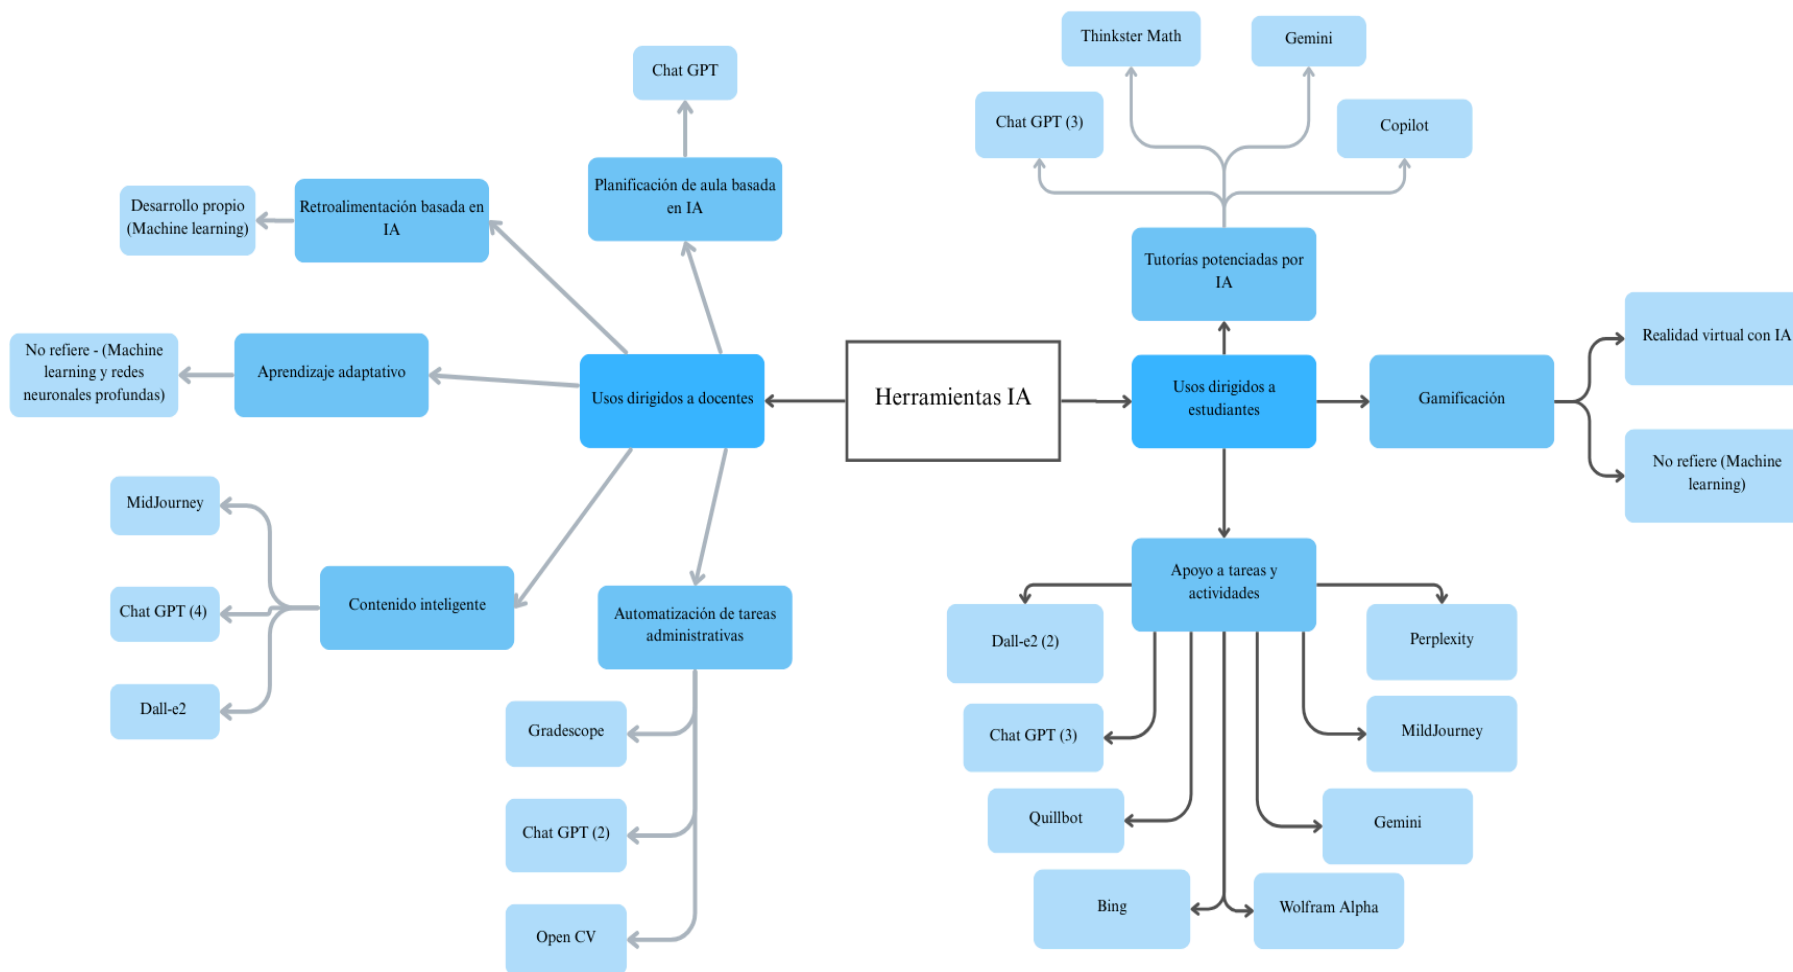 Thinkster Math
Gemini
Chat GPT
Chat GPT (3)
Copilot
Planificación de aula basada
en IA
Desarrollo propio
(Machine learning)
Retroalimentación basada en
IA
Tutorías potenciadas por
IA
Realidad virtual con IA
No refiere - (Machine
learning y redes
neuronales profundas)
Aprendizaje adaptativo
Usos dirigidos a docentes
Herramientas IA
Usos dirigidos a
estudiantes
Gamificación
No refiere (Machine
learning)
MidJourney
Chat GPT (4)
Dall-e2
Contenido inteligente
Automatización de tareas
administrativas
Apoyo a tareas y
actividades
Dall-e2 (2)
Perplexity
Gradescope
Chat GPT (3)
MildJourney
Chat GPT (2)
Quillbot
Gemini
Open CV
Bing
Wolfram Alpha